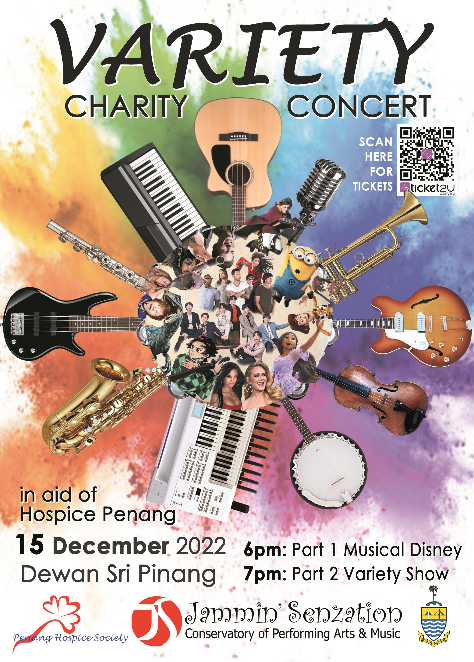 VARIETY
CHARITY CONCERT
SCAN
HERE
FOR
TICKETS
ticket2u
in aid of
Hospice Penang
15 December 2022
Dewan Sri Pinang
6pm: Part 1 Musical Disney
7pm: Part 2 Variety Show
Penang Hospice Society
JS
Jammin' Senzation
Conservatory of Performing Arts & Music